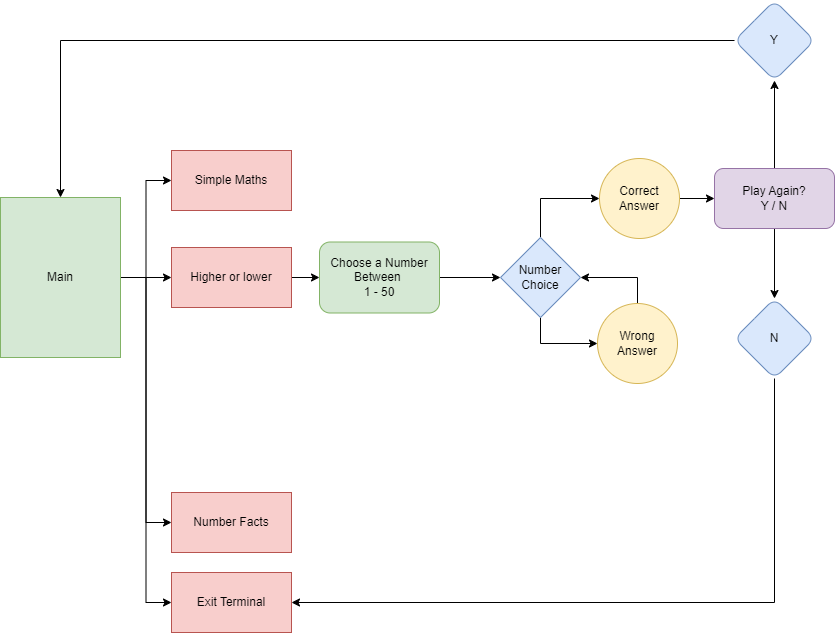 Y
Simple Maths
Correct
Answer
Play Again?
Y / N
Main
Higher or lower
Choose a Number
Between
1 - 50
Number
Choice
Wrong
Answer
N
Number Facts
Exit Terminal